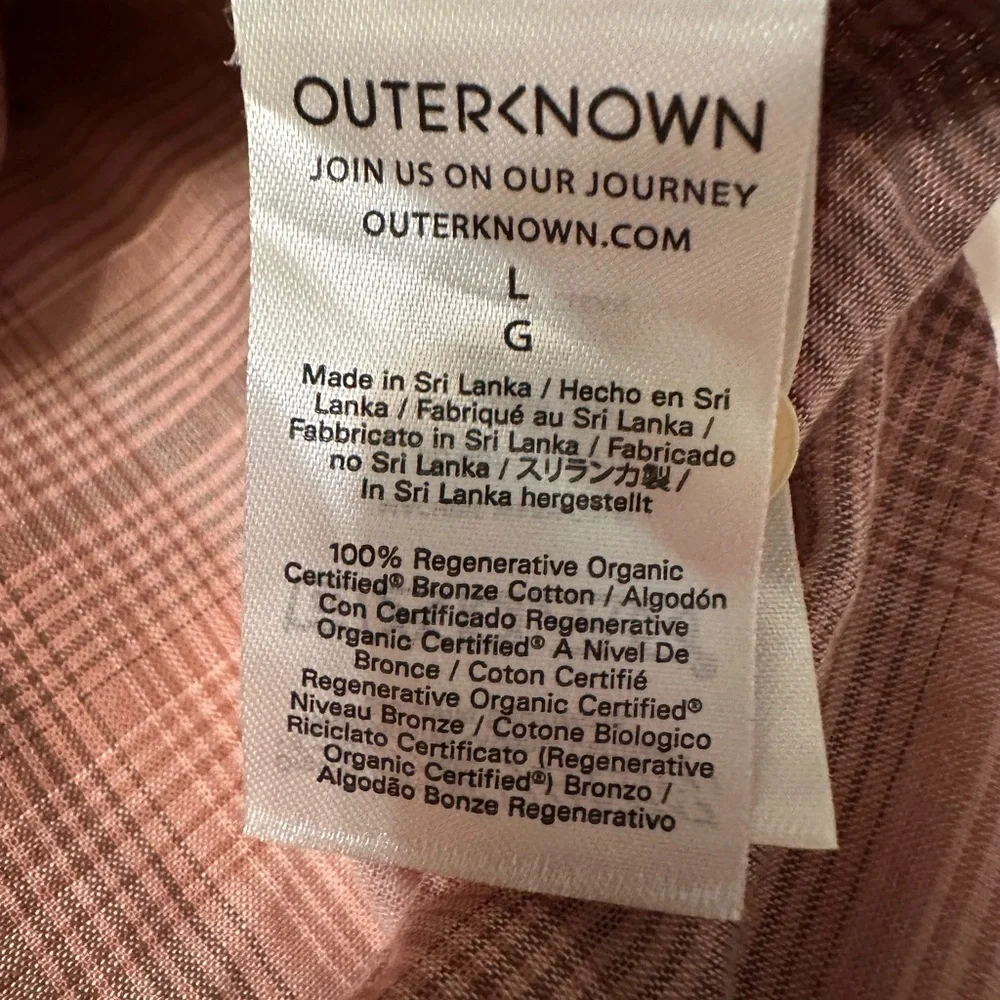 OUTERKNOWN
JOIN US ON OUR JOURNEY
OUTERKNOWN.COM
L
G
Made in Sri Lanka / Hecho en Sri
Lanka / Fabriqué au Sri Lanka /
Fabbricato in Sri Lanka / Fabricado
no Sri Lanka / スリランカ製 /
In Sri Lanka hergestellt
100% Regenerative Organic
Certified® Bronze Cotton / Algodón
Con Certificado Regenerative
Organic Certified® A Nivel De
Bronce / Coton Certifié
Regenerative Organic Certified®
Niveau Bronze / Cotone Biologico
Riciclato Certificato (Regenerative
Organic Certified®) Bronzo /
Algodão Bonze Regenerativo